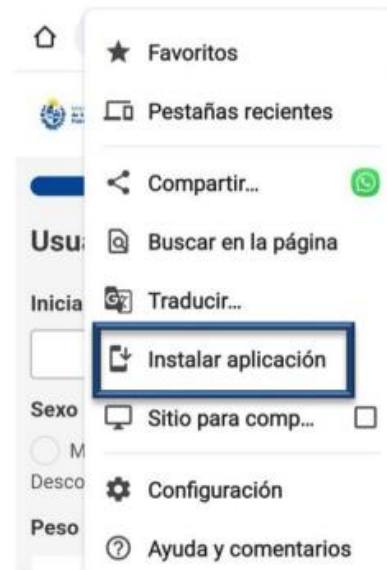 Favoritos
Pestañas recientes
Compartir...
Usu
Buscar en la página
Inicia
Traducir...
Instalar aplicación
Sexo
Sitio para comp...
M
Desco
Configuración
Peso
Ayuda y comentarios